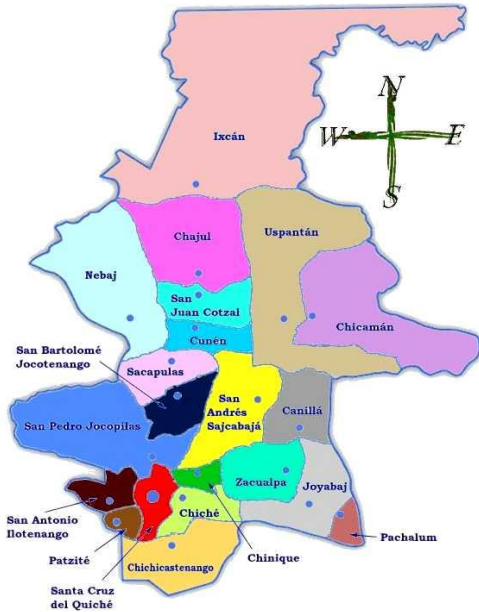 N
W
E
S
Ixcán
Chajul
Uspantán
Nebaj
San
Juan Cotzal
Chicamán
Cunén
San Bartolomé
Jocotenango
Sacapulas
San
Andrés
Sajcabajá
Canillá
San Pedro Jocopilas
Zacualpa
Joyabaj
San Antonio
Ilotenango
Chiché
Patzité
Chinique
Pachalum
Santa Cruz
del Quiché
Chichicastenango